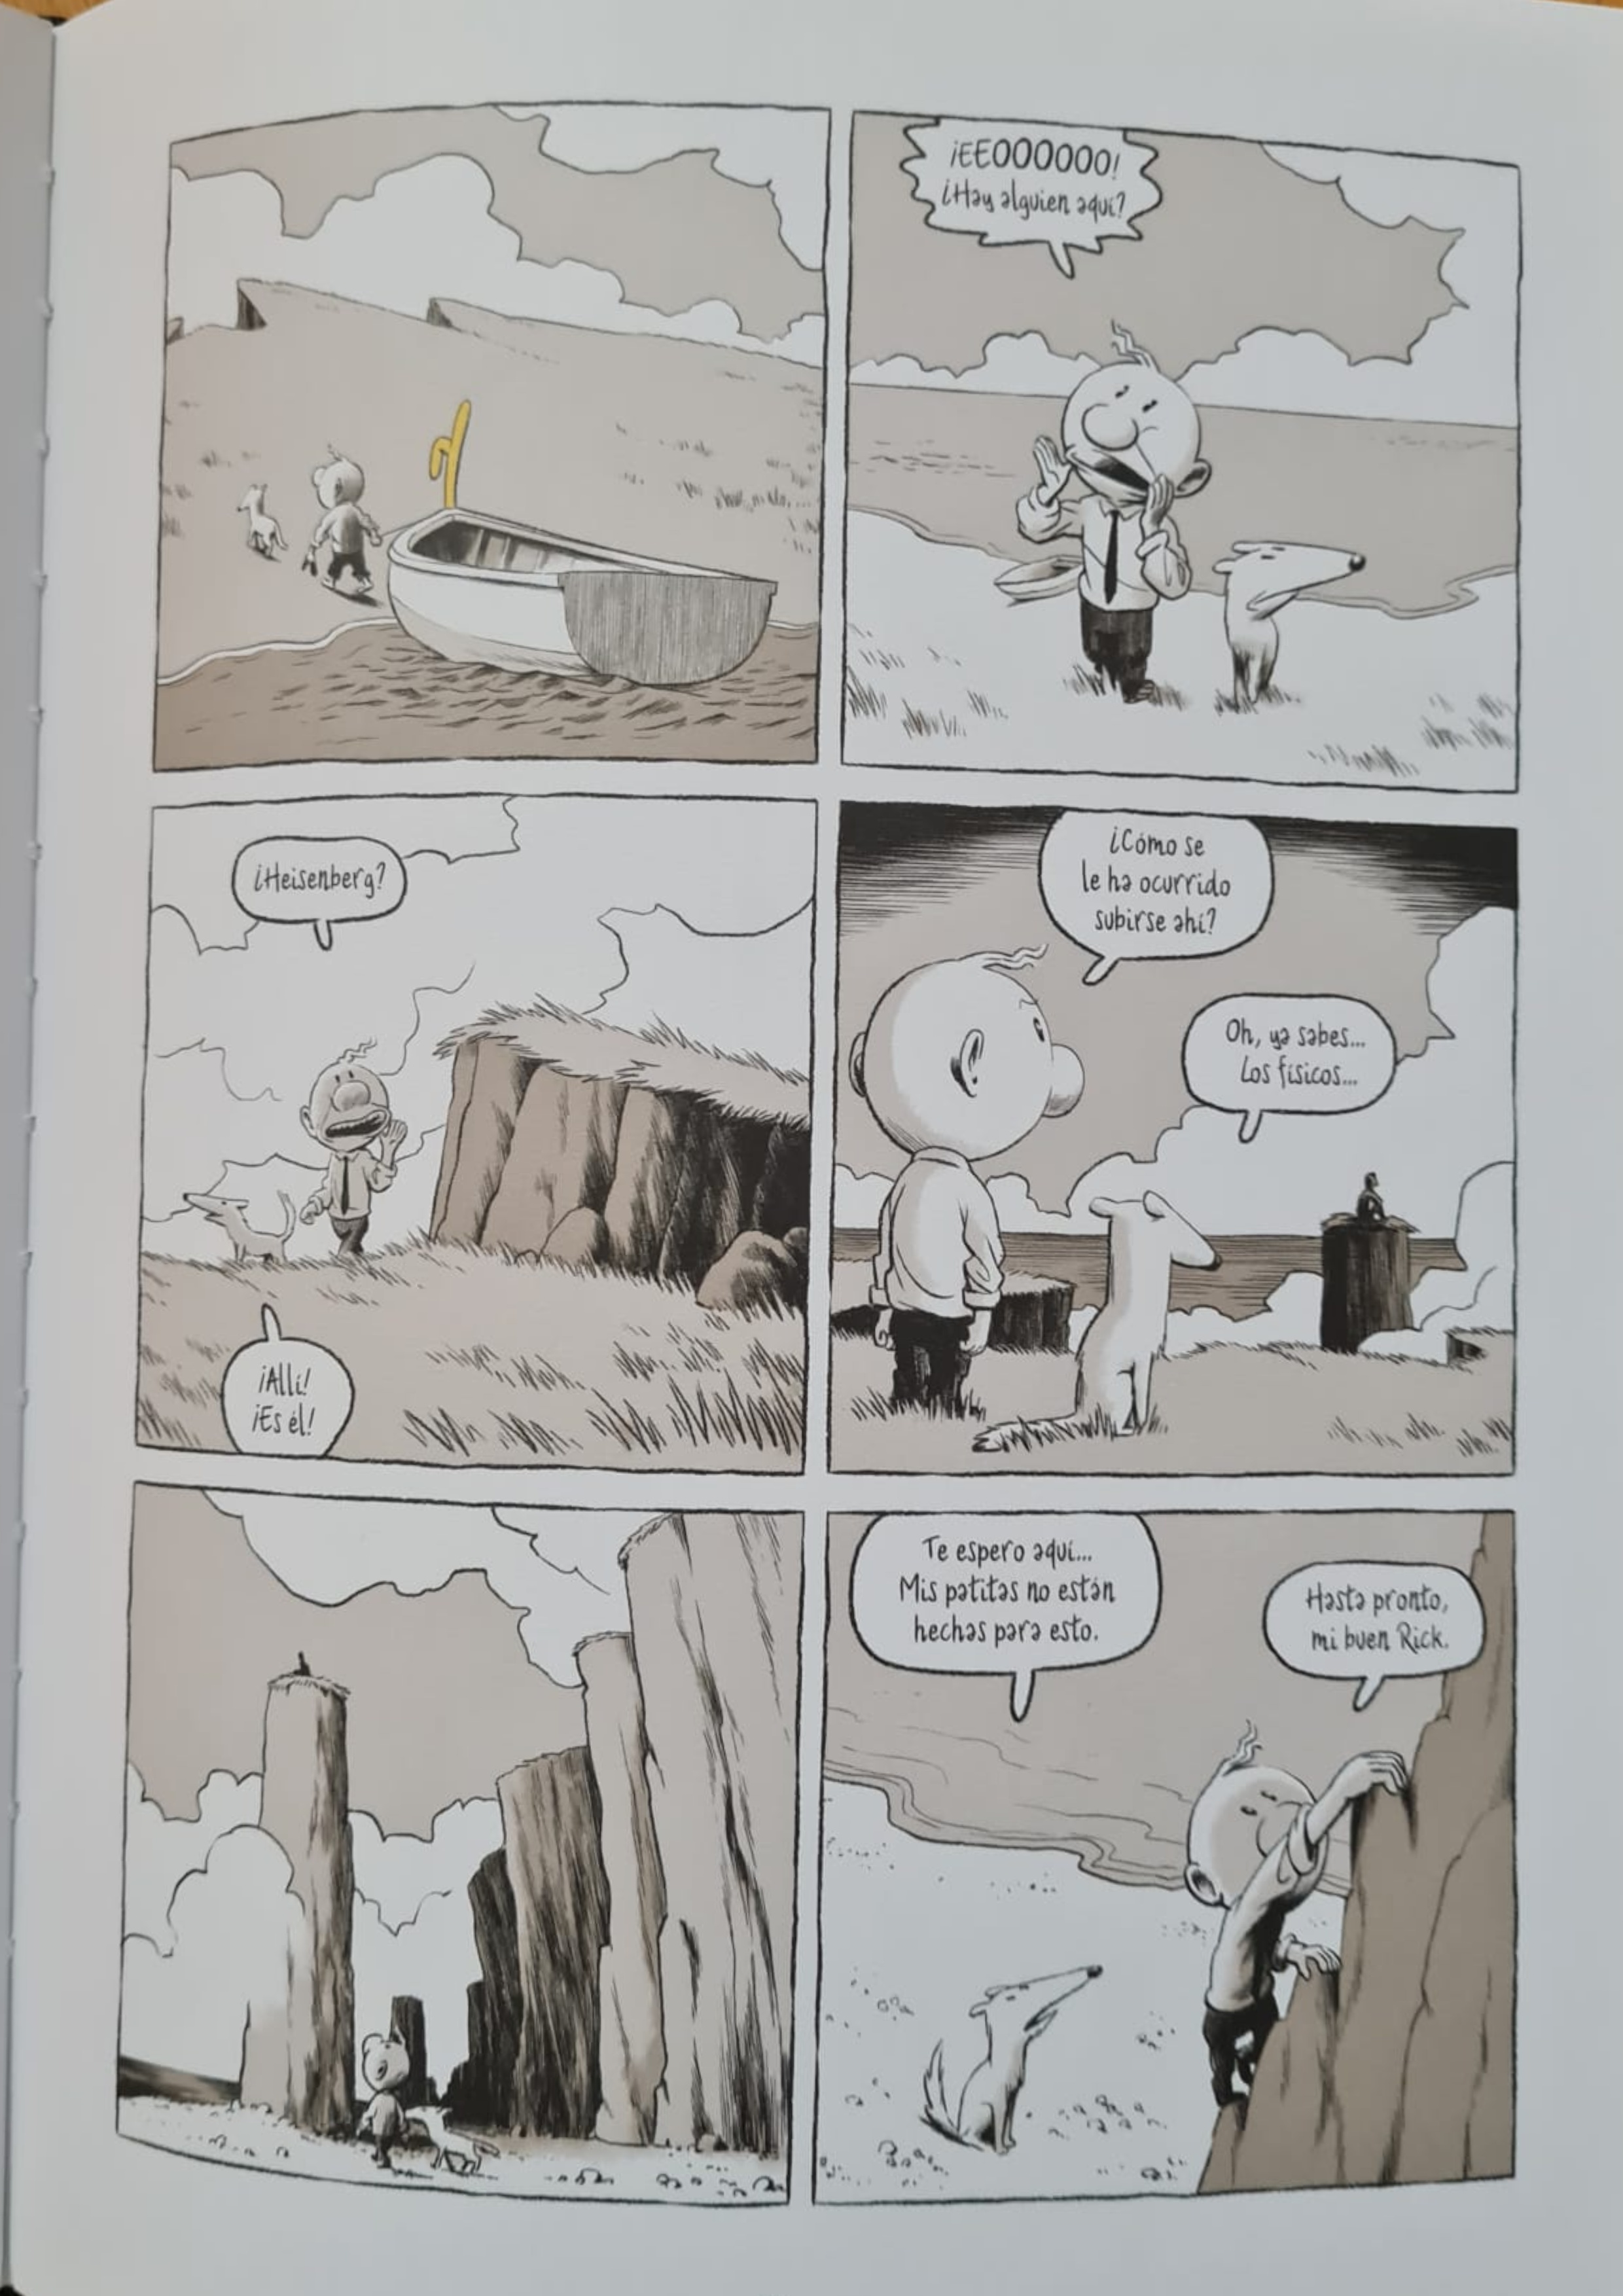 ¡EEOOOOOO!
¿Hay alguien aquí?
¿Heisenberg?
¡Allí!
¡Es él!
¿Cómo se
le ha ocurrido
subirse ahí?
Oh, ya sabes...
Los físicos...
Te espero aquí...
Mis patitas no están
hechas para esto.
Hasta pronto,
mi buen Rick.